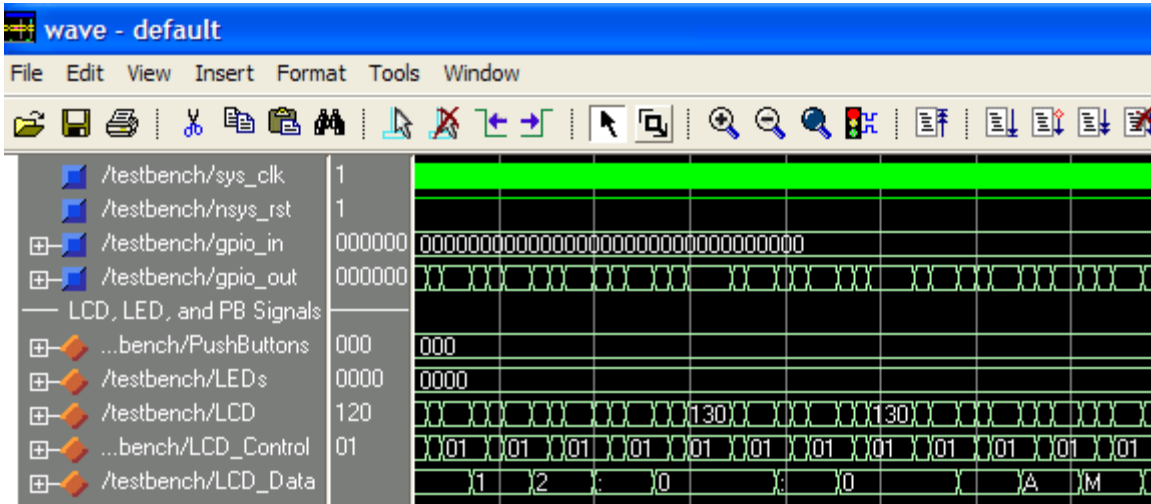 wave - default
File Edit View Insert Format Tools Window
/testbench/sys_clk 1
/testbench/nsys_rst 1
/testbench/gpio_in 000000 00000000000000000000000000000000
/testbench/gpio_out 000000
LCD, LED, and PB Signals
...bench/PushButtons 000 000
/testbench/LEDs 0000 0000
/testbench/LCD 120 130 130
...bench/LCD_Control 01 01 01 01 01 01 01 01 01 01 01 01 01
/testbench/LCD_Data 1 2 : 0 : 0 A M